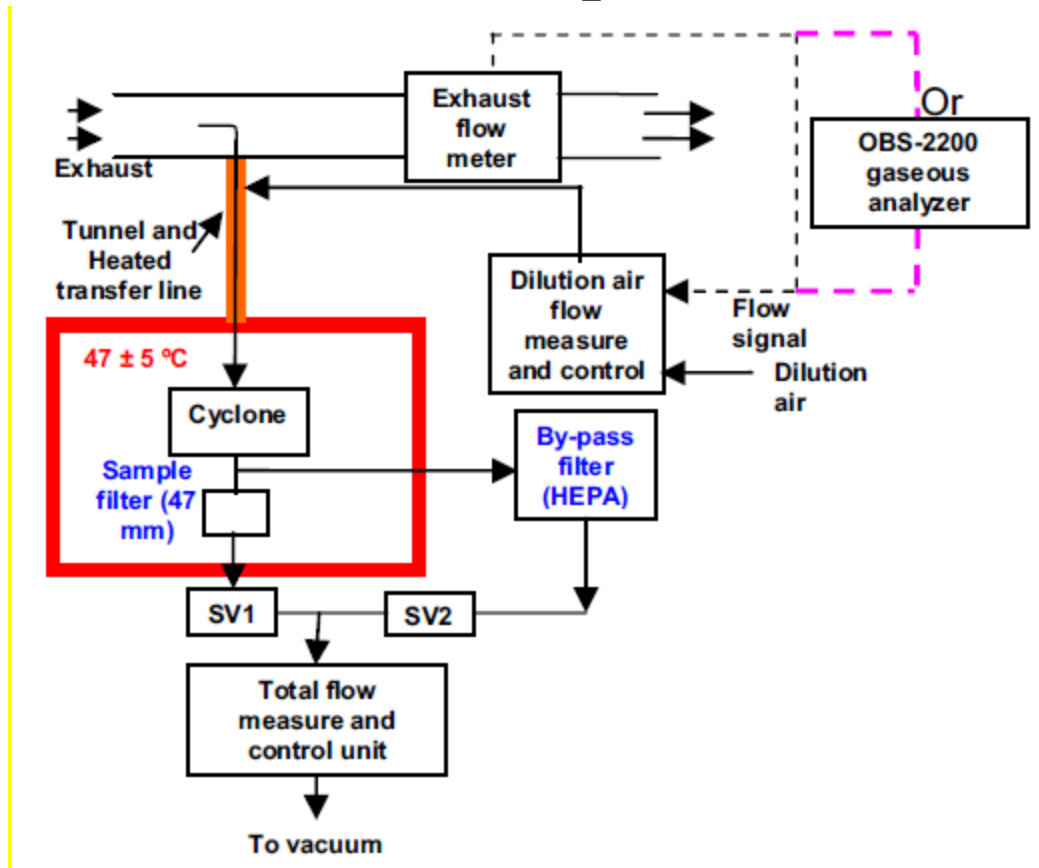 Exhaust
flow
meter
Or
OBS-2200
gaseous
analyzer
Exhaust
Tunnel and
Heated
transfer line
Dilution air
flow
measure
and control
Flow
signal
Dilution
air
47 ± 5 ºC
Cyclone
Sample
filter (47
mm)
By-pass
filter
(HEPA)
SV1
SV2
Total flow
measure and
control unit
To vacuum